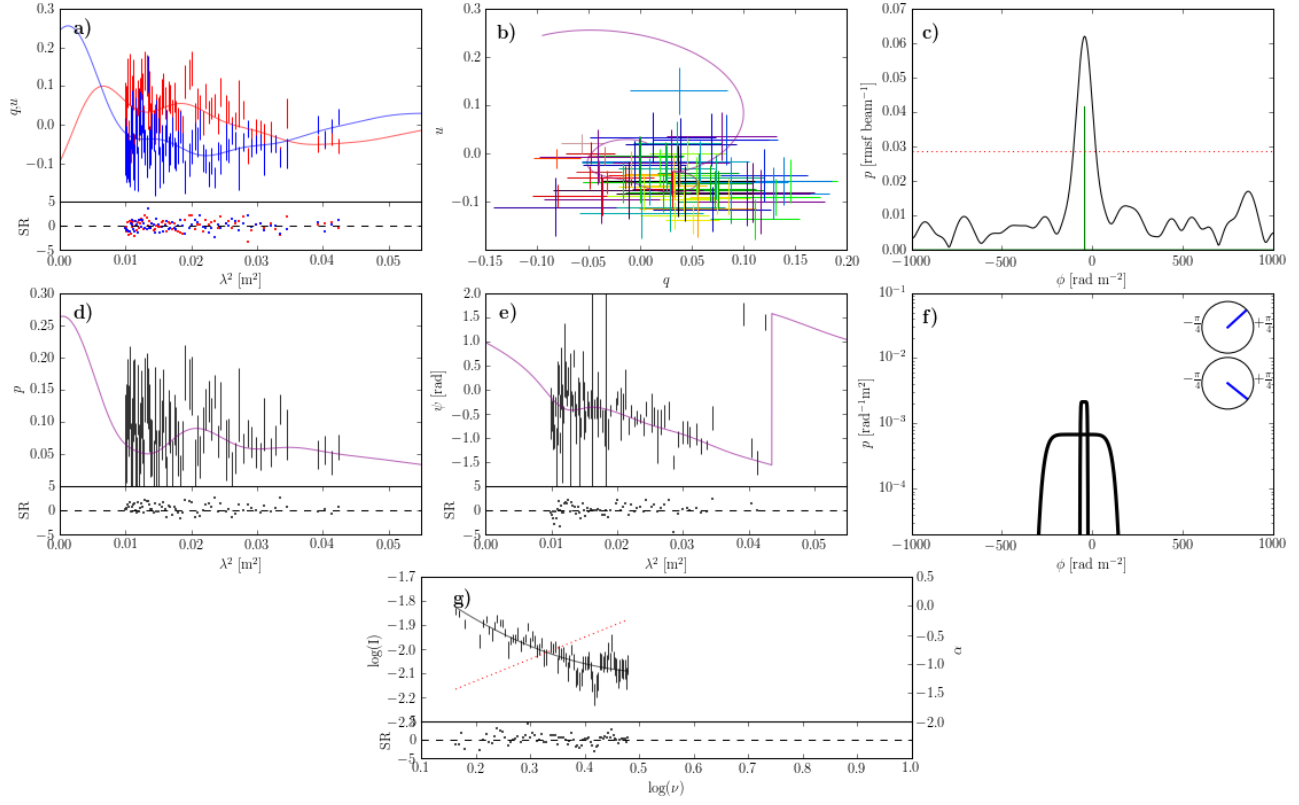 a)
0.3
0.2
0.1
0.0
−0.1
5
0
−5
q,u
SR
0.00 0.01 0.02 0.03 0.04 0.05
λ² [m²]
b)
0.3
0.2
0.1
0.0
−0.1
u
−0.15 −0.10 −0.05 0.00 0.05 0.10 0.15 0.20
q
c)
0.07
0.06
0.05
0.04
0.03
0.02
0.01
0.00
p [rmsf beam⁻¹]
−1000 −500 0 500 1000
ϕ [rad m⁻²]
d)
0.30
0.25
0.20
0.15
0.10
0.05
5
0
−5
p
SR
0.00 0.01 0.02 0.03 0.04 0.05
λ² [m²]
e)
2.0
1.5
1.0
0.5
0.0
−0.5
−1.0
−1.5
5
0
−5
ψ [rad]
SR
0.00 0.01 0.02 0.03 0.04 0.05
λ² [m²]
f)
10⁻¹
10⁻²
10⁻³
10⁻⁴
p [rad⁻¹m²]
−π/4 +π/4
−π/4 +π/4
−1000 −500 0 500 1000
ϕ [rad m⁻²]
g)
−1.7
−1.8
−1.9
−2.0
−2.1
−2.2
0
−5
log(I)
SR
0.5
0.0
−0.5
−1.0
−1.5
−2.0
α
0.1 0.2 0.3 0.4 0.5 0.6 0.7 0.8 0.9 1.0
log(ν)